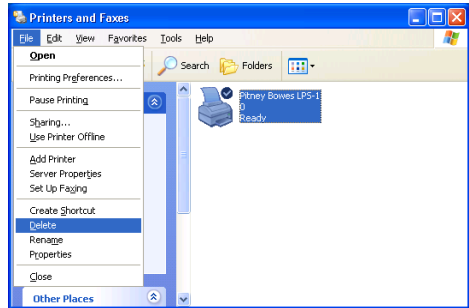 Printers and Faxes
File Edit View Favorites Tools Help
Search Folders
Open
Printing Preferences...
Pause Printing
Sharing...
Use Printer Offline
Add Printer
Server Properties
Set Up Faxing
Create Shortcut
Delete
Rename
Properties
Close
Other Places
Pitney Bowes LPS-1
0
Ready